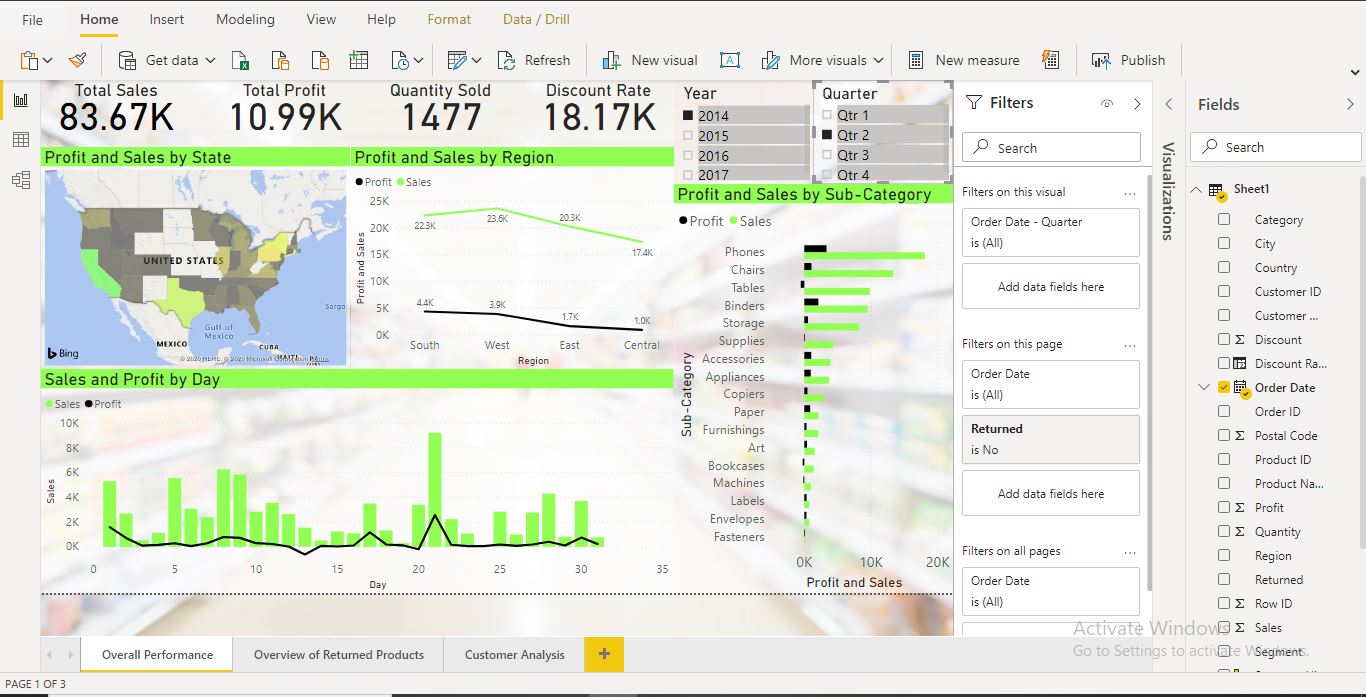 File Home Insert Modeling View Help Format Data / Drill
Get data Refresh New visual A More visuals New measure Publish
Total Sales
83.67K
Total Profit
10.99K
Quantity Sold
1477
Discount Rate
18.17K
Year
2014
2015
2016
2017
Quarter
Qtr 1
Qtr 2
Qtr 3
Qtr 4
Profit and Sales by State
UNITED STATES
Gulf of
Mexico
MEXICO
CUBA
HAITI
Sarga
Bing
© 2020 HERE, © 2020 Microsoft Corporation
Profit and Sales by Region
Profit Sales
Profit and Sales
25K
20K
15K
10K
5K
0K
22.3K
23.6K
20.3K
17.4K
4.4K
3.9K
1.7K
1.0K
South West East Central
Region
Profit and Sales by Sub-Category
Profit Sales
Sub-Category
Phones
Chairs
Tables
Binders
Storage
Supplies
Accessories
Appliances
Copiers
Paper
Furnishings
Art
Bookcases
Machines
Labels
Envelopes
Fasteners
0K 10K 20K
Profit and Sales
Sales and Profit by Day
Sales Profit
Sales
10K
8K
6K
4K
2K
0K
0 5 10 15 20 25 30 35
Day
Filters
Search
Filters on this visual ...
Order Date - Quarter
is (All)
Add data fields here
Filters on this page ...
Order Date
is (All)
Returned
is No
Add data fields here
Filters on all pages ...
Order Date
is (All)
Visualizations
Fields
Search
Sheet1
Category
City
Country
Customer ID
Customer ...
Σ Discount
Discount Ra...
Order Date
Order ID
Σ Postal Code
Product ID
Product Na...
Σ Profit
Σ Quantity
Region
Returned
Σ Row ID
Σ Sales
Segment
Activate Windows
Go to Settings to activate Windows.
Overall Performance Overview of Returned Products Customer Analysis +
PAGE 1 OF 3